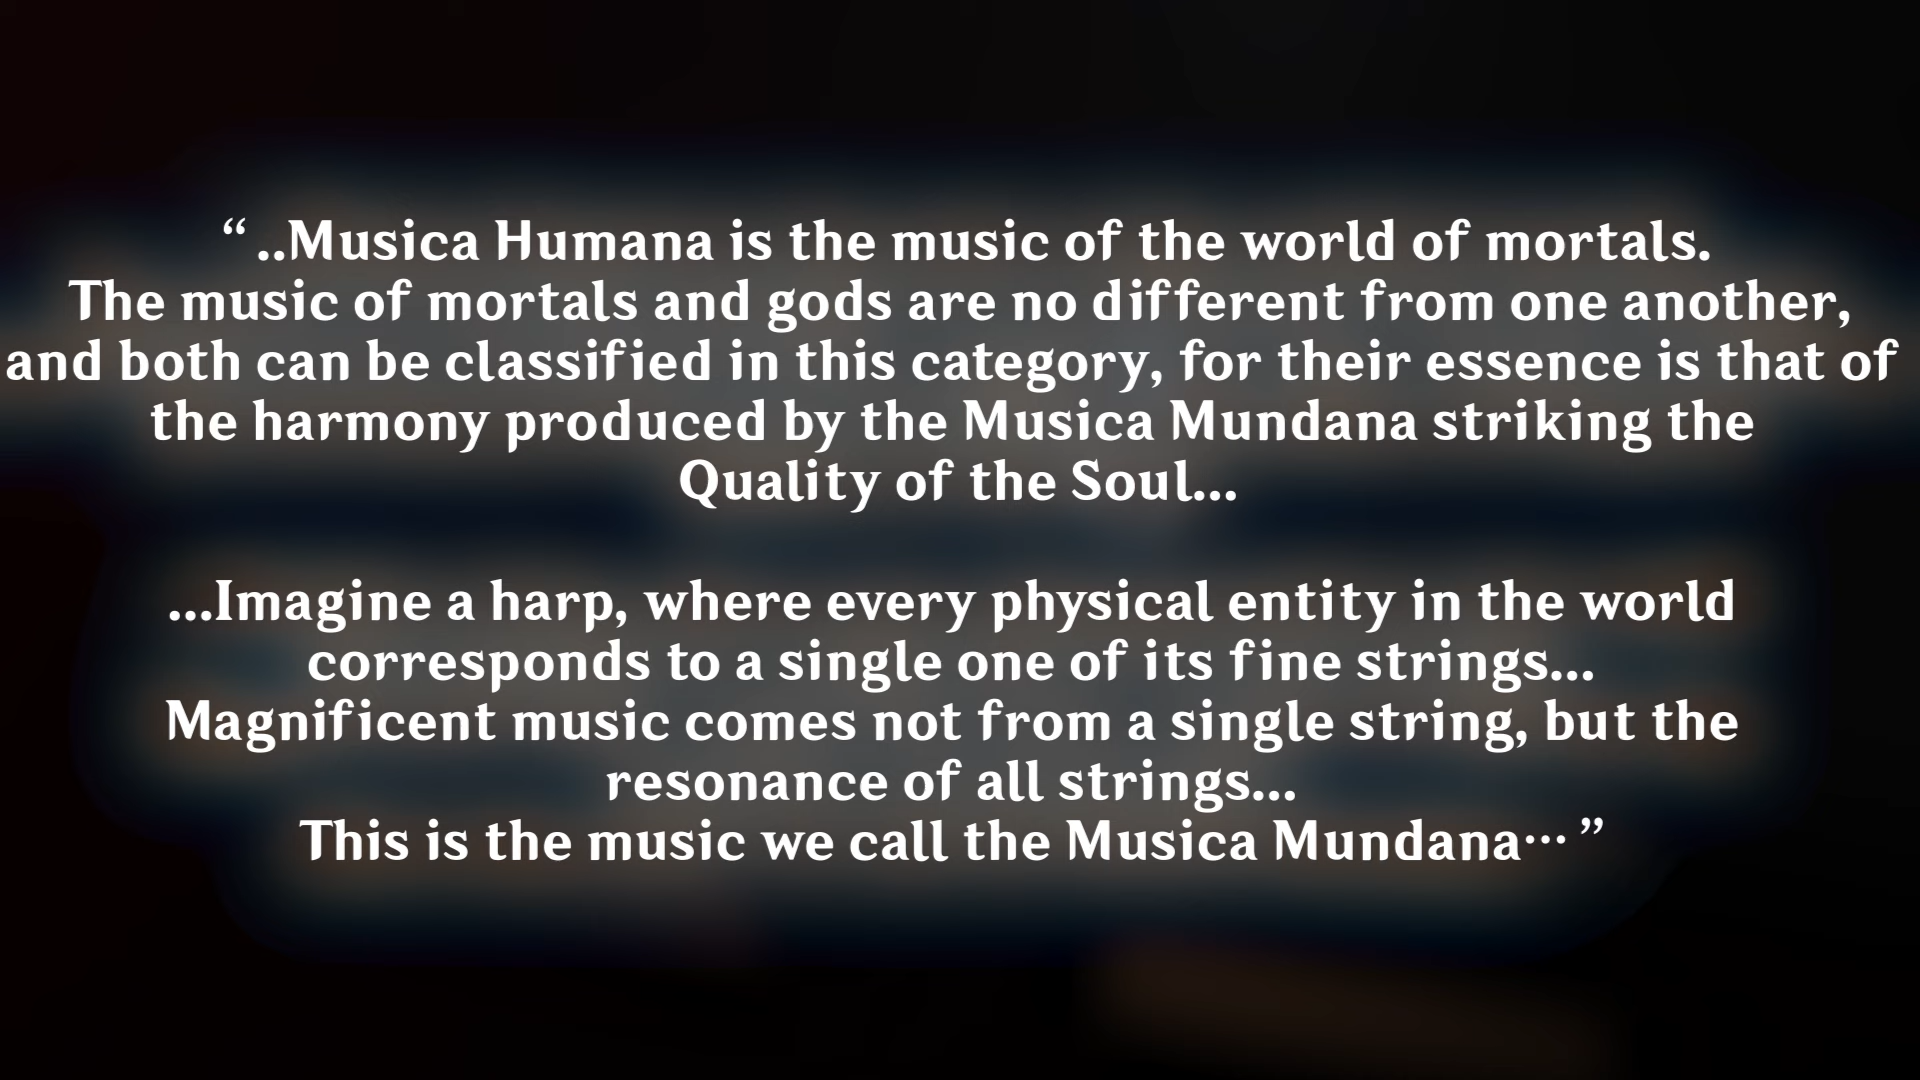 “ ..Musica Humana is the music of the world of mortals.
The music of mortals and gods are no different from one another,
and both can be classified in this category, for their essence is that of
the harmony produced by the Musica Mundana striking the
Quality of the Soul...
...Imagine a harp, where every physical entity in the world
corresponds to a single one of its fine strings...
Magnificent music comes not from a single string, but the
resonance of all strings...
This is the music we call the Musica Mundana··· ”